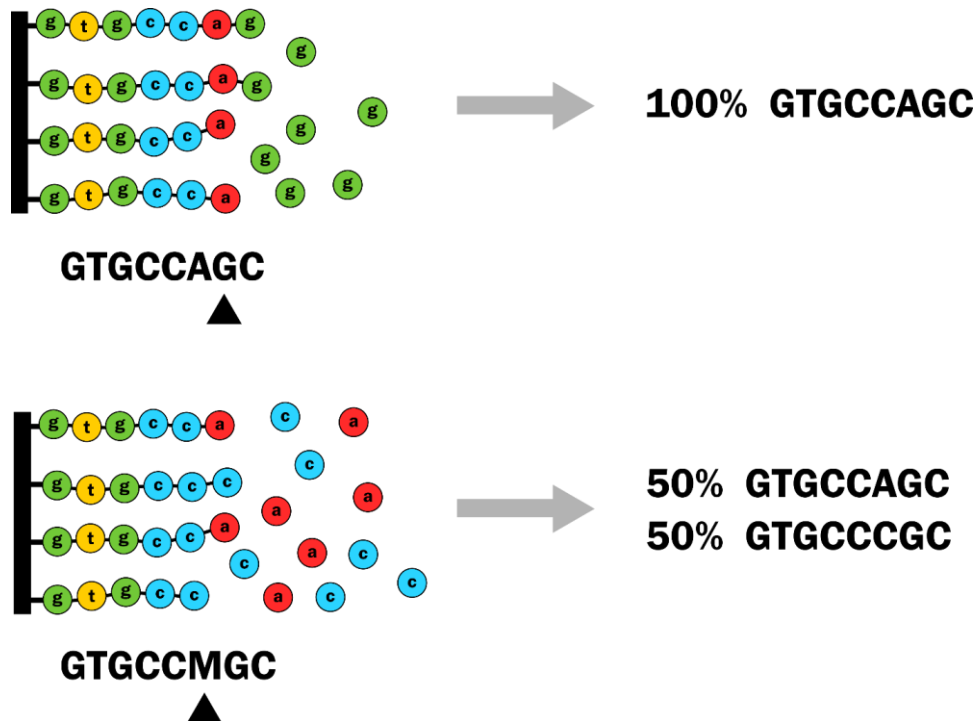 g t g c c a g g
g t g c c a g g
g t g c c a g g
g t g c c a g g
100% GTGCCAGC
GTGCCAGC
g t g c c a c a
g t g c c c c a
g t g c c a a a c
g t g c c c a c c
50% GTGCCAGC
50% GTGCCCGC
GTGCCMGC